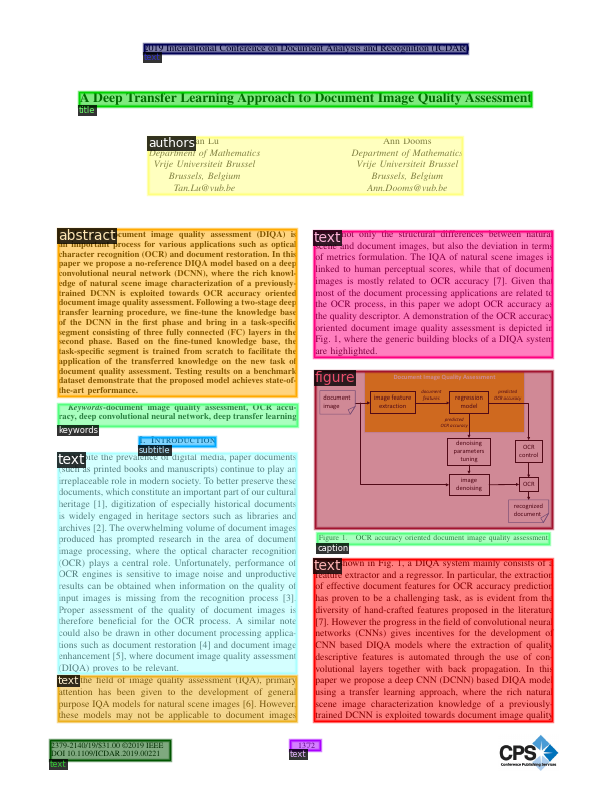 2019 International Conference on Document Analysis and Recognition (ICDAR)
A Deep Transfer Learning Approach to Document Image Quality Assessment
title
authors
Lu
Department of Mathematics
Vrije Universiteit Brussel
Brussels, Belgium
Tan.Lu@vub.be
Ann Dooms
Department of Mathematics
Vrije Universiteit Brussel
Brussels, Belgium
Ann.Dooms@vub.be
abstract
document image quality assessment (DIQA) is
an important process for various applications such as optical
character recognition (OCR) and document restoration. In this
paper we propose a no-reference DIQA model based on a deep
convolutional neural network (DCNN), where the rich knowl-
edge of natural scene image characterization of a previously-
trained DCNN is exploited towards OCR accuracy oriented
document image quality assessment. Following a two-stage deep
transfer learning procedure, we fine-tune the knowledge base
of the DCNN in the first phase and bring in a task-specific
segment consisting of three fully connected (FC) layers in the
second phase. Based on the fine-tuned knowledge base, the
task-specific segment is trained from scratch to facilitate the
application of the transferred knowledge on the new task of
document quality assessment. Testing results on a benchmark
dataset demonstrate that the proposed model achieves state-of-
the-art performance.
Keywords-document image quality assessment, OCR accu-
racy, deep convolutional neural network, deep transfer learning
keywords
I. INTRODUCTION
subtitle
text
the prevalence of digital media, paper documents
(such as printed books and manuscripts) continue to play an
irreplaceable role in modern society. To better preserve these
documents, which constitute an important part of our cultural
heritage [1], digitization of especially historical documents
is widely engaged in heritage sectors such as libraries and
archives [2]. The overwhelming volume of document images
produced has prompted research in the area of document
image processing, where the optical character recognition
(OCR) plays a central role. Unfortunately, performance of
OCR engines is sensitive to image noise and unproductive
results can be obtained when information on the quality of
input images is missing from the recognition process [3].
Proper assessment of the quality of document images is
therefore beneficial for the OCR process. A similar note
could also be drawn in other document processing applica-
tions such as document restoration [4] and document image
enhancement [5], where document image quality assessment
(DIQA) proves to be relevant.
text
the field of image quality assessment (IQA), primary
attention has been given to the development of general
purpose IQA models for natural scene images [6]. However,
these models may not be applicable to document images
text
not only the structural differences between natural
scene and document images, but also the deviation in terms
of metrics formulation. The IQA of natural scene images is
linked to human perceptual scores, while that of document
images is mostly related to OCR accuracy [7]. Given that
most of the document processing applications are related to
the OCR process, in this paper we adopt OCR accuracy as
the quality descriptor. A demonstration of the OCR accuracy
oriented document image quality assessment is depicted in
Fig. 1, where the generic building blocks of a DIQA system
are highlighted.
figure
Document Image Quality Assessment
document
image
image feature
extraction
document
features
regression
model
predicted
OCR accuracy
predicted
OCR accuracy
denoising
parameters
tuning
OCR
control
image
denoising
OCR
recognized
document
Figure 1. OCR accuracy oriented document image quality assessment
caption
text
shown in Fig. 1, a DIQA system mainly consists of a
feature extractor and a regressor. In particular, the extraction
of effective document features for OCR accuracy prediction
has proven to be a challenging task, as is evident from the
diversity of hand-crafted features proposed in the literature
[7]. However the progress in the field of convolutional neural
networks (CNNs) gives incentives for the development of
CNN based DIQA models where the extraction of quality
descriptive features is automated through the use of con-
volutional layers together with back propagation. In this
paper we propose a deep CNN (DCNN) based DIQA model
using a transfer learning approach, where the rich natural
scene image characterization knowledge of a previously-
trained DCNN is exploited towards document image quality
2379-2140/19/$31.00 ©2019 IEEE
DOI 10.1109/ICDAR.2019.00221
text
1372
text
CPS
Conference Publishing Services